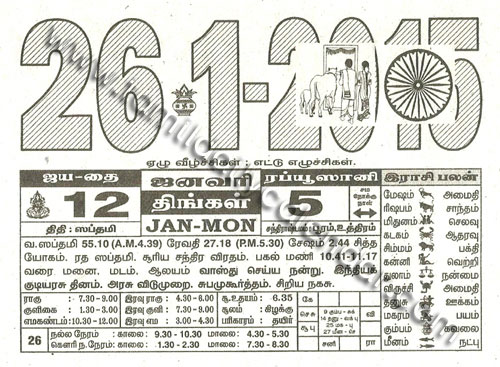 26-1-2015
www.tamildailycalendar.com
ஏழு வீழ்ச்சிகள் : எட்டு எழுச்சிகள்.
ஜய-தை ஜனவரி ரப்யூஸானி இராசி பலன்
12 திங்கள் 5 சம நோக்கு நாள்
திதி : ஸப்தமி JAN-MON சந்திராஷ்டமம், பூரம், உத்திரம்
மேஷம் அமைதி
ரிஷபம் சாந்தம்
மிதுனம் செலவு
கடகம் ஆதரவு
சிம்மம் பக்தி
கன்னி வெற்றி
துலாம் நன்மை
விருச்சி அமைதி
தனுசு ஊக்கம்
மகரம் பயம்
கும்பம் கவலை
மீனம் நட்பு
வ.ஸப்தமி 55.10 (A.M.4.39) ரேவதி 27.18 (P.M.5.30) சேஷம் 2.44 சித்த
யோகம். ரத ஸப்தமி. சூரிய சந்திர விரதம். பகல் மணி 10.41-11.17
வரை மனை, மடம், ஆலயம் வாஸ்து செய்ய நன்று. இந்தியக்
குடியரசு தினம். அரசு விடுமுறை. சுபமுகூர்த்தம். சிறிய நகசு.
ராகு : 7.30 - 9.00 இரவு ராகு : 4.30 - 6.00 சூ.உதயம் : 6.35
குளிகை : 1.30 - 3.00 இரவு குளி : 7.30 - 9.00 சூலம் : கிழக்கு
எமகண்டம் : 10.30-12.00 இரவு எம : 3.00 - 4.30 பரிகாரம் : தயிர்
26 நல்ல நேரம் : காலை: 9.30 - 10.30 மாலை: 4.30 - 5.30
கௌரி ந.நேரம் : காலை: 1.30 - 2.30 மாலை: 7.30 - 8.30
கே
செ சு
சூ பு
சனி ரா